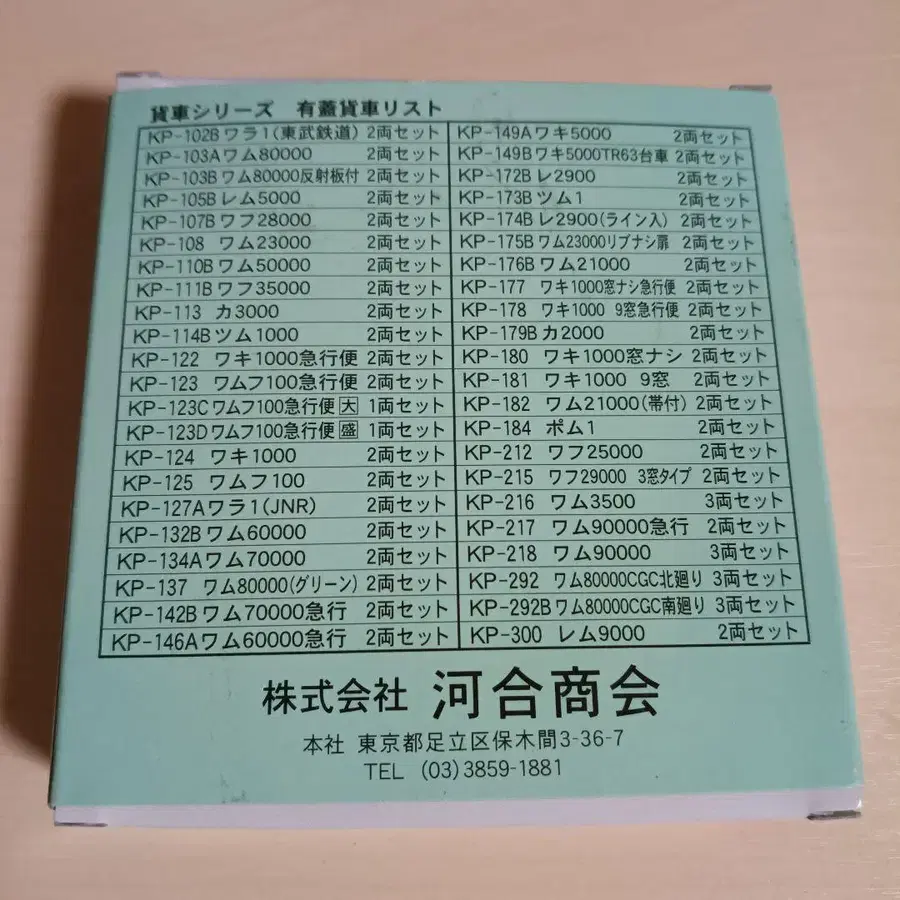 貨車シリーズ 有蓋貨車リスト
KP-102B ワラ1(東武鉄道) 2両セット
KP-103A ワム80000 2両セット
KP-103B ワム80000反射板付 2両セット
KP-105B レム5000 2両セット
KP-107B ワフ28000 2両セット
KP-108 ワム23000 2両セット
KP-110B ワム50000 2両セット
KP-111B ワフ35000 2両セット
KP-113 カ3000 2両セット
KP-114B ツム1000 2両セット
KP-122 ワキ1000急行便 2両セット
KP-123 ワムフ100急行便 2両セット
KP-123C ワムフ100急行便 大 1両セット
KP-123D ワムフ100急行便 盛 1両セット
KP-124 ワキ1000 2両セット
KP-125 ワムフ100 2両セット
KP-127A ワラ1(JNR) 2両セット
KP-132B ワム60000 2両セット
KP-134A ワム70000 2両セット
KP-137 ワム80000(グリーン) 2両セット
KP-142B ワム70000急行 2両セット
KP-146A ワム60000急行 2両セット
KP-149A ワキ5000 2両セット
KP-149B ワキ5000TR63台車 2両セット
KP-172B レ2900 2両セット
KP-173B ツム1 2両セット
KP-174B レ2900(ライン入) 2両セット
KP-175B ワム23000リブナシ扉 2両セット
KP-176B ワム21000 2両セット
KP-177 ワキ1000窓ナシ急行便 2両セット
KP-178 ワキ1000 9窓急行便 2両セット
KP-179B カ2000 2両セット
KP-180 ワキ1000窓ナシ 2両セット
KP-181 ワキ1000 9窓 2両セット
KP-182 ワム21000(帯付) 2両セット
KP-184 ポム1 2両セット
KP-212 ワフ25000 2両セット
KP-215 ワフ29000 3窓タイプ 2両セット
KP-216 ワム3500 3両セット
KP-217 ワム90000急行 2両セット
KP-218 ワム90000 3両セット
KP-292 ワム80000CGC北廻り 3両セット
KP-292B ワム80000CGC南廻り 3両セット
KP-300 レム9000 2両セット
株式会社 河合商会
本社 東京都足立区保木間3-36-7
TEL (03)3859-1881